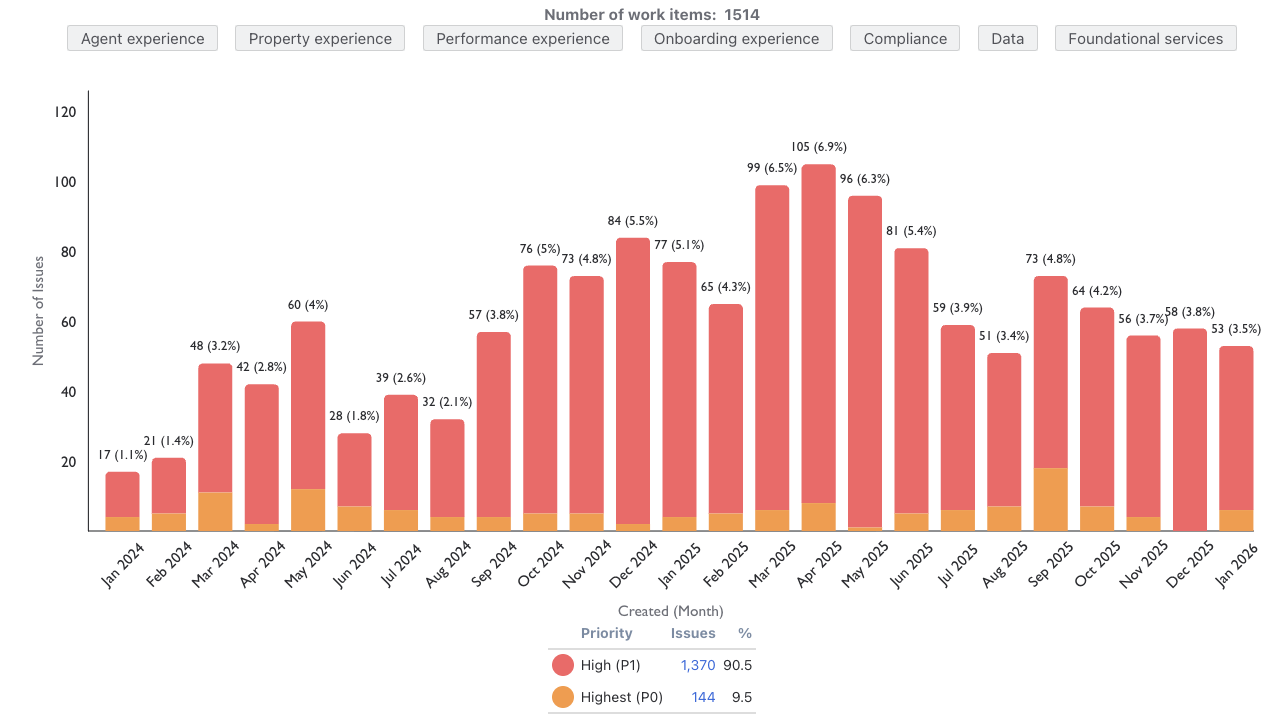 Number of work items: 1514
Agent experience Property experience Performance experience Onboarding experience Compliance Data Foundational services
Number of Issues
120
100
80
60
40
20
17 (1.1%)
21 (1.4%)
48 (3.2%)
42 (2.8%)
60 (4%)
28 (1.8%)
39 (2.6%)
32 (2.1%)
57 (3.8%)
76 (5%)
73 (4.8%)
84 (5.5%)
77 (5.1%)
65 (4.3%)
99 (6.5%)
105 (6.9%)
96 (6.3%)
81 (5.4%)
59 (3.9%)
51 (3.4%)
73 (4.8%)
64 (4.2%)
56 (3.7%)
58 (3.8%)
53 (3.5%)
Jan 2024
Feb 2024
Mar 2024
Apr 2024
May 2024
Jun 2024
Jul 2024
Aug 2024
Sep 2024
Oct 2024
Nov 2024
Dec 2024
Jan 2025
Feb 2025
Mar 2025
Apr 2025
May 2025
Jun 2025
Jul 2025
Aug 2025
Sep 2025
Oct 2025
Nov 2025
Dec 2025
Jan 2026
Created (Month)
Priority Issues %
High (P1) 1,370 90.5
Highest (P0) 144 9.5